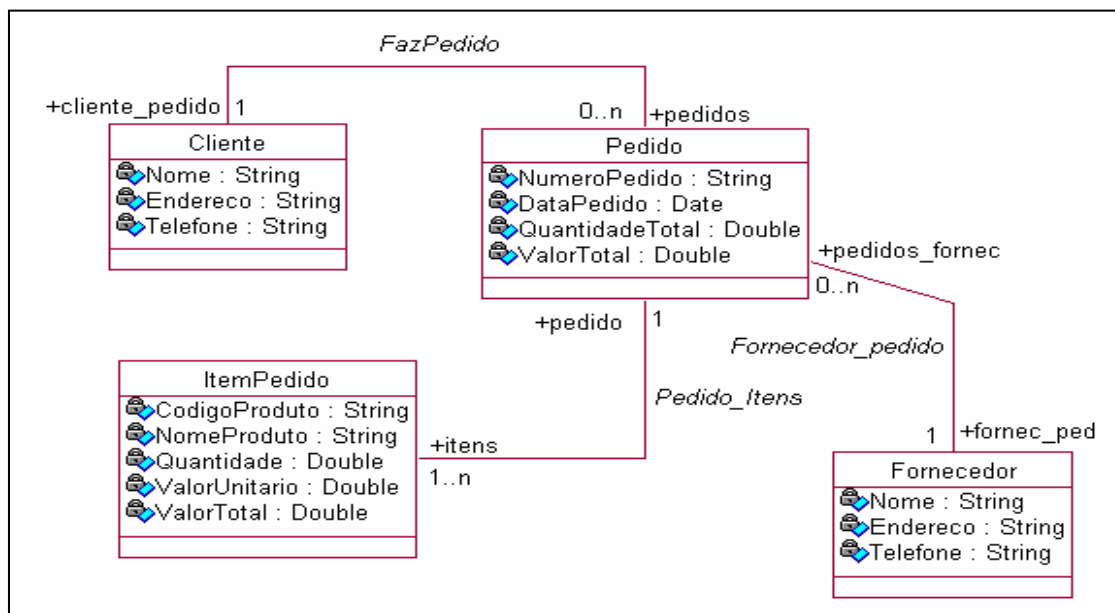 FazPedido
+cliente_pedido 1
0..n +pedidos
Cliente
Nome : String
Endereco : String
Telefone : String
Pedido
NumeroPedido : String
DataPedido : Date
QuantidadeTotal : Double
ValorTotal : Double
+pedidos_fornec
0..n
+pedido 1
Fornecedor_pedido
Pedido_Itens
ItemPedido
CodigoProduto : String
NomeProduto : String
Quantidade : Double
ValorUnitario : Double
ValorTotal : Double
+itens
1..n
1 +fornec_ped
Fornecedor
Nome : String
Endereco : String
Telefone : String